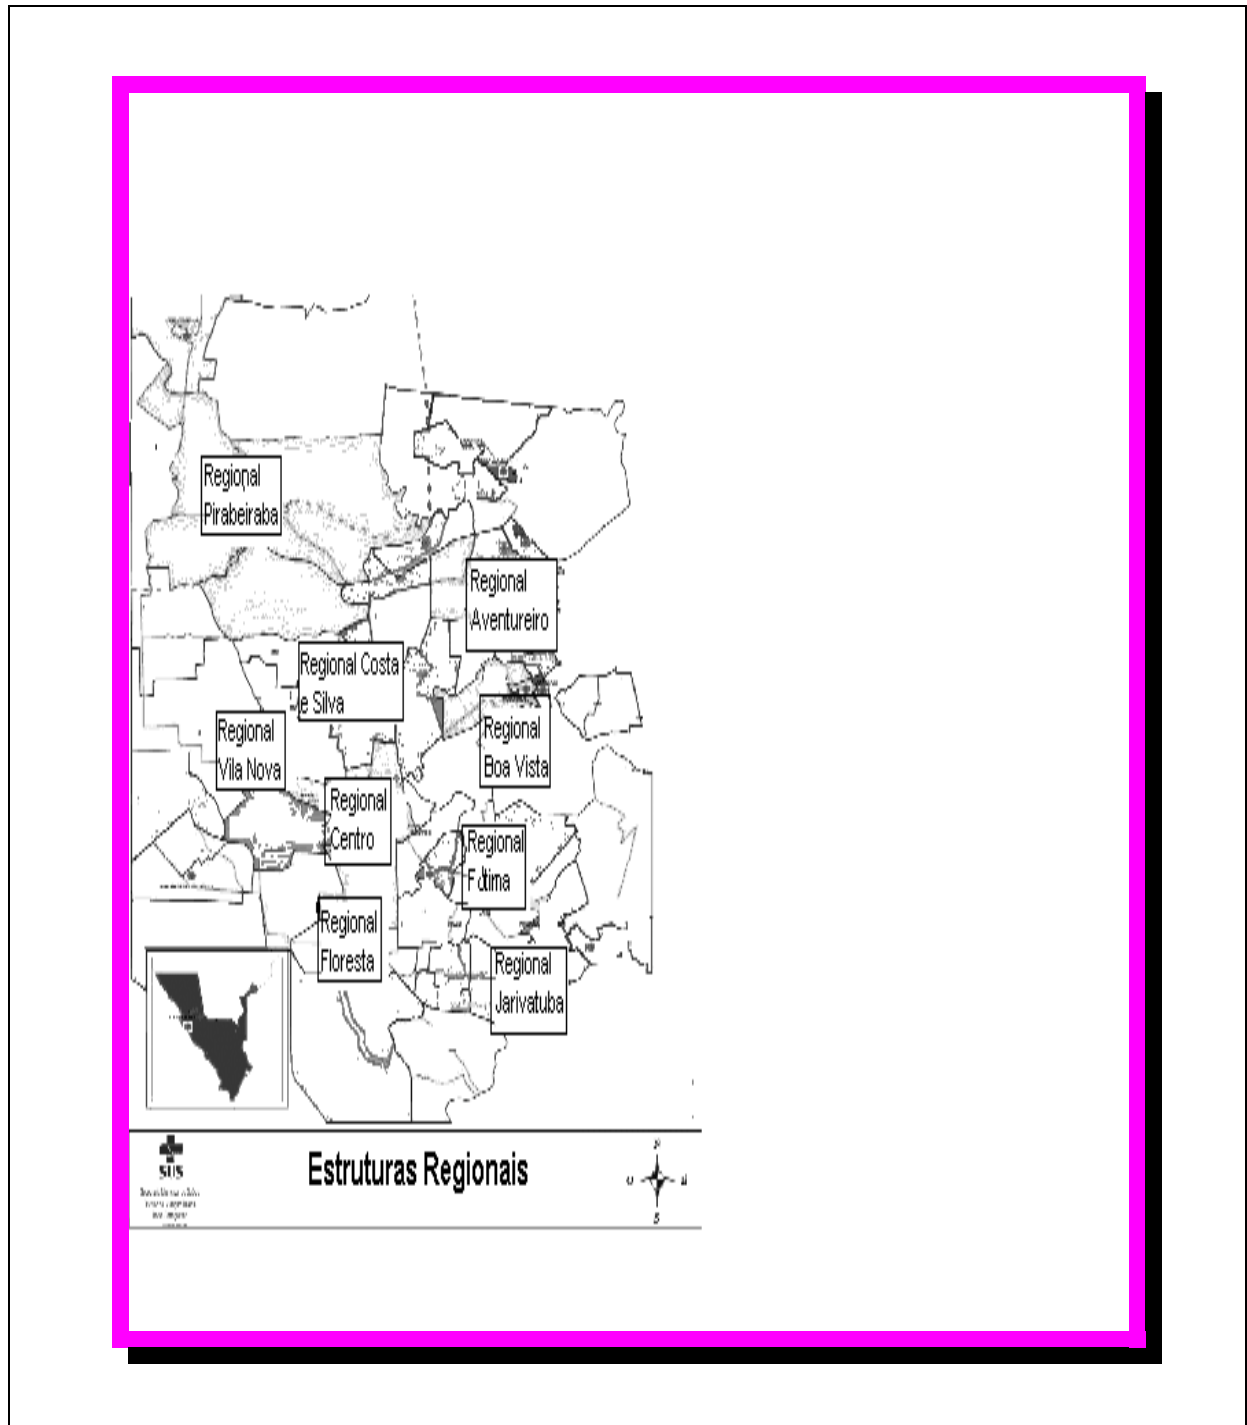 Regional
Pirabeiraba
Regional
Aventureiro
Regional Costa
e Silva
Regional
Vila Nova
Regional
Boa Vista
Regional
Centro
Regional
Fátima
Regional
Floresta
Regional
Jarivatuba
SUS
Estruturas Regionais
S